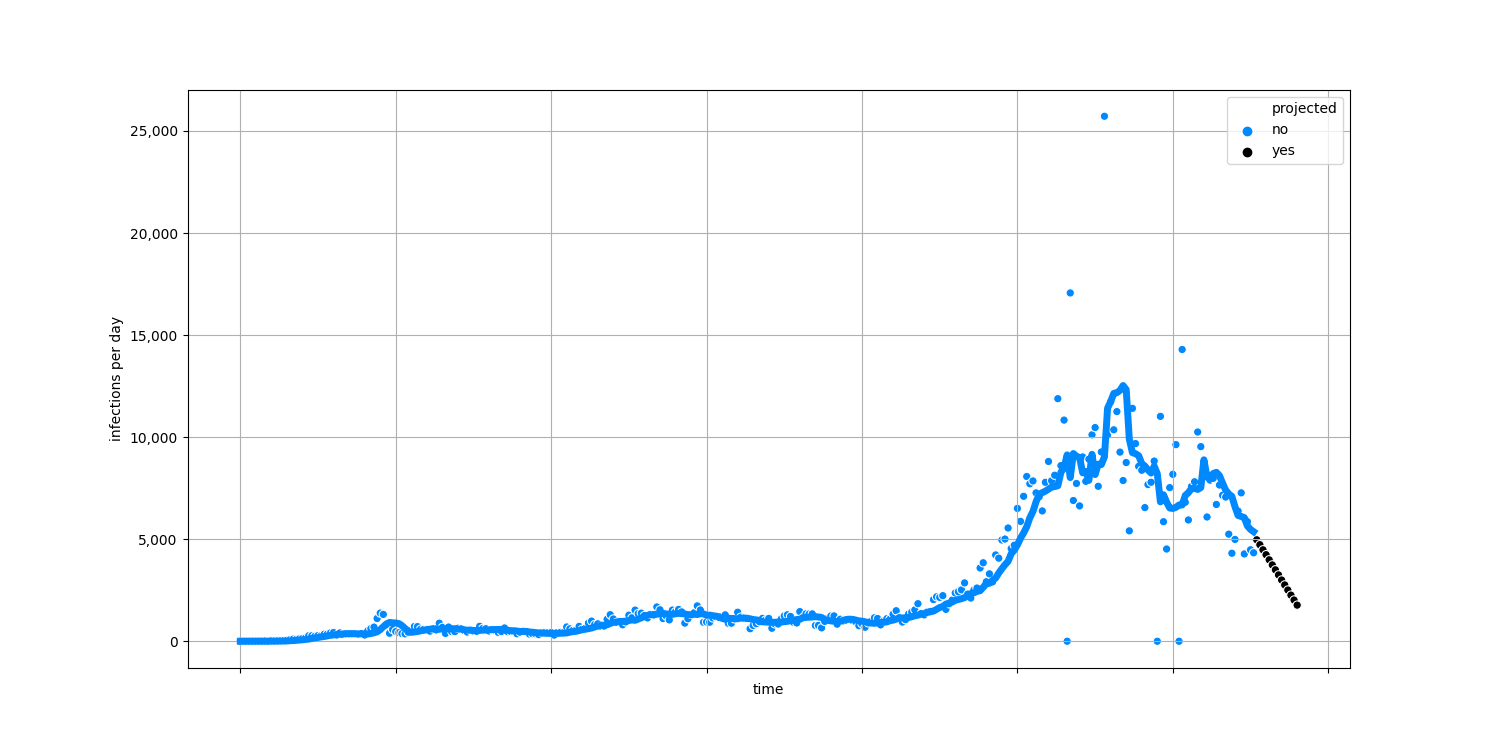 projected
no
yes
25,000
20,000
15,000
10,000
5,000
0
infections per day
time